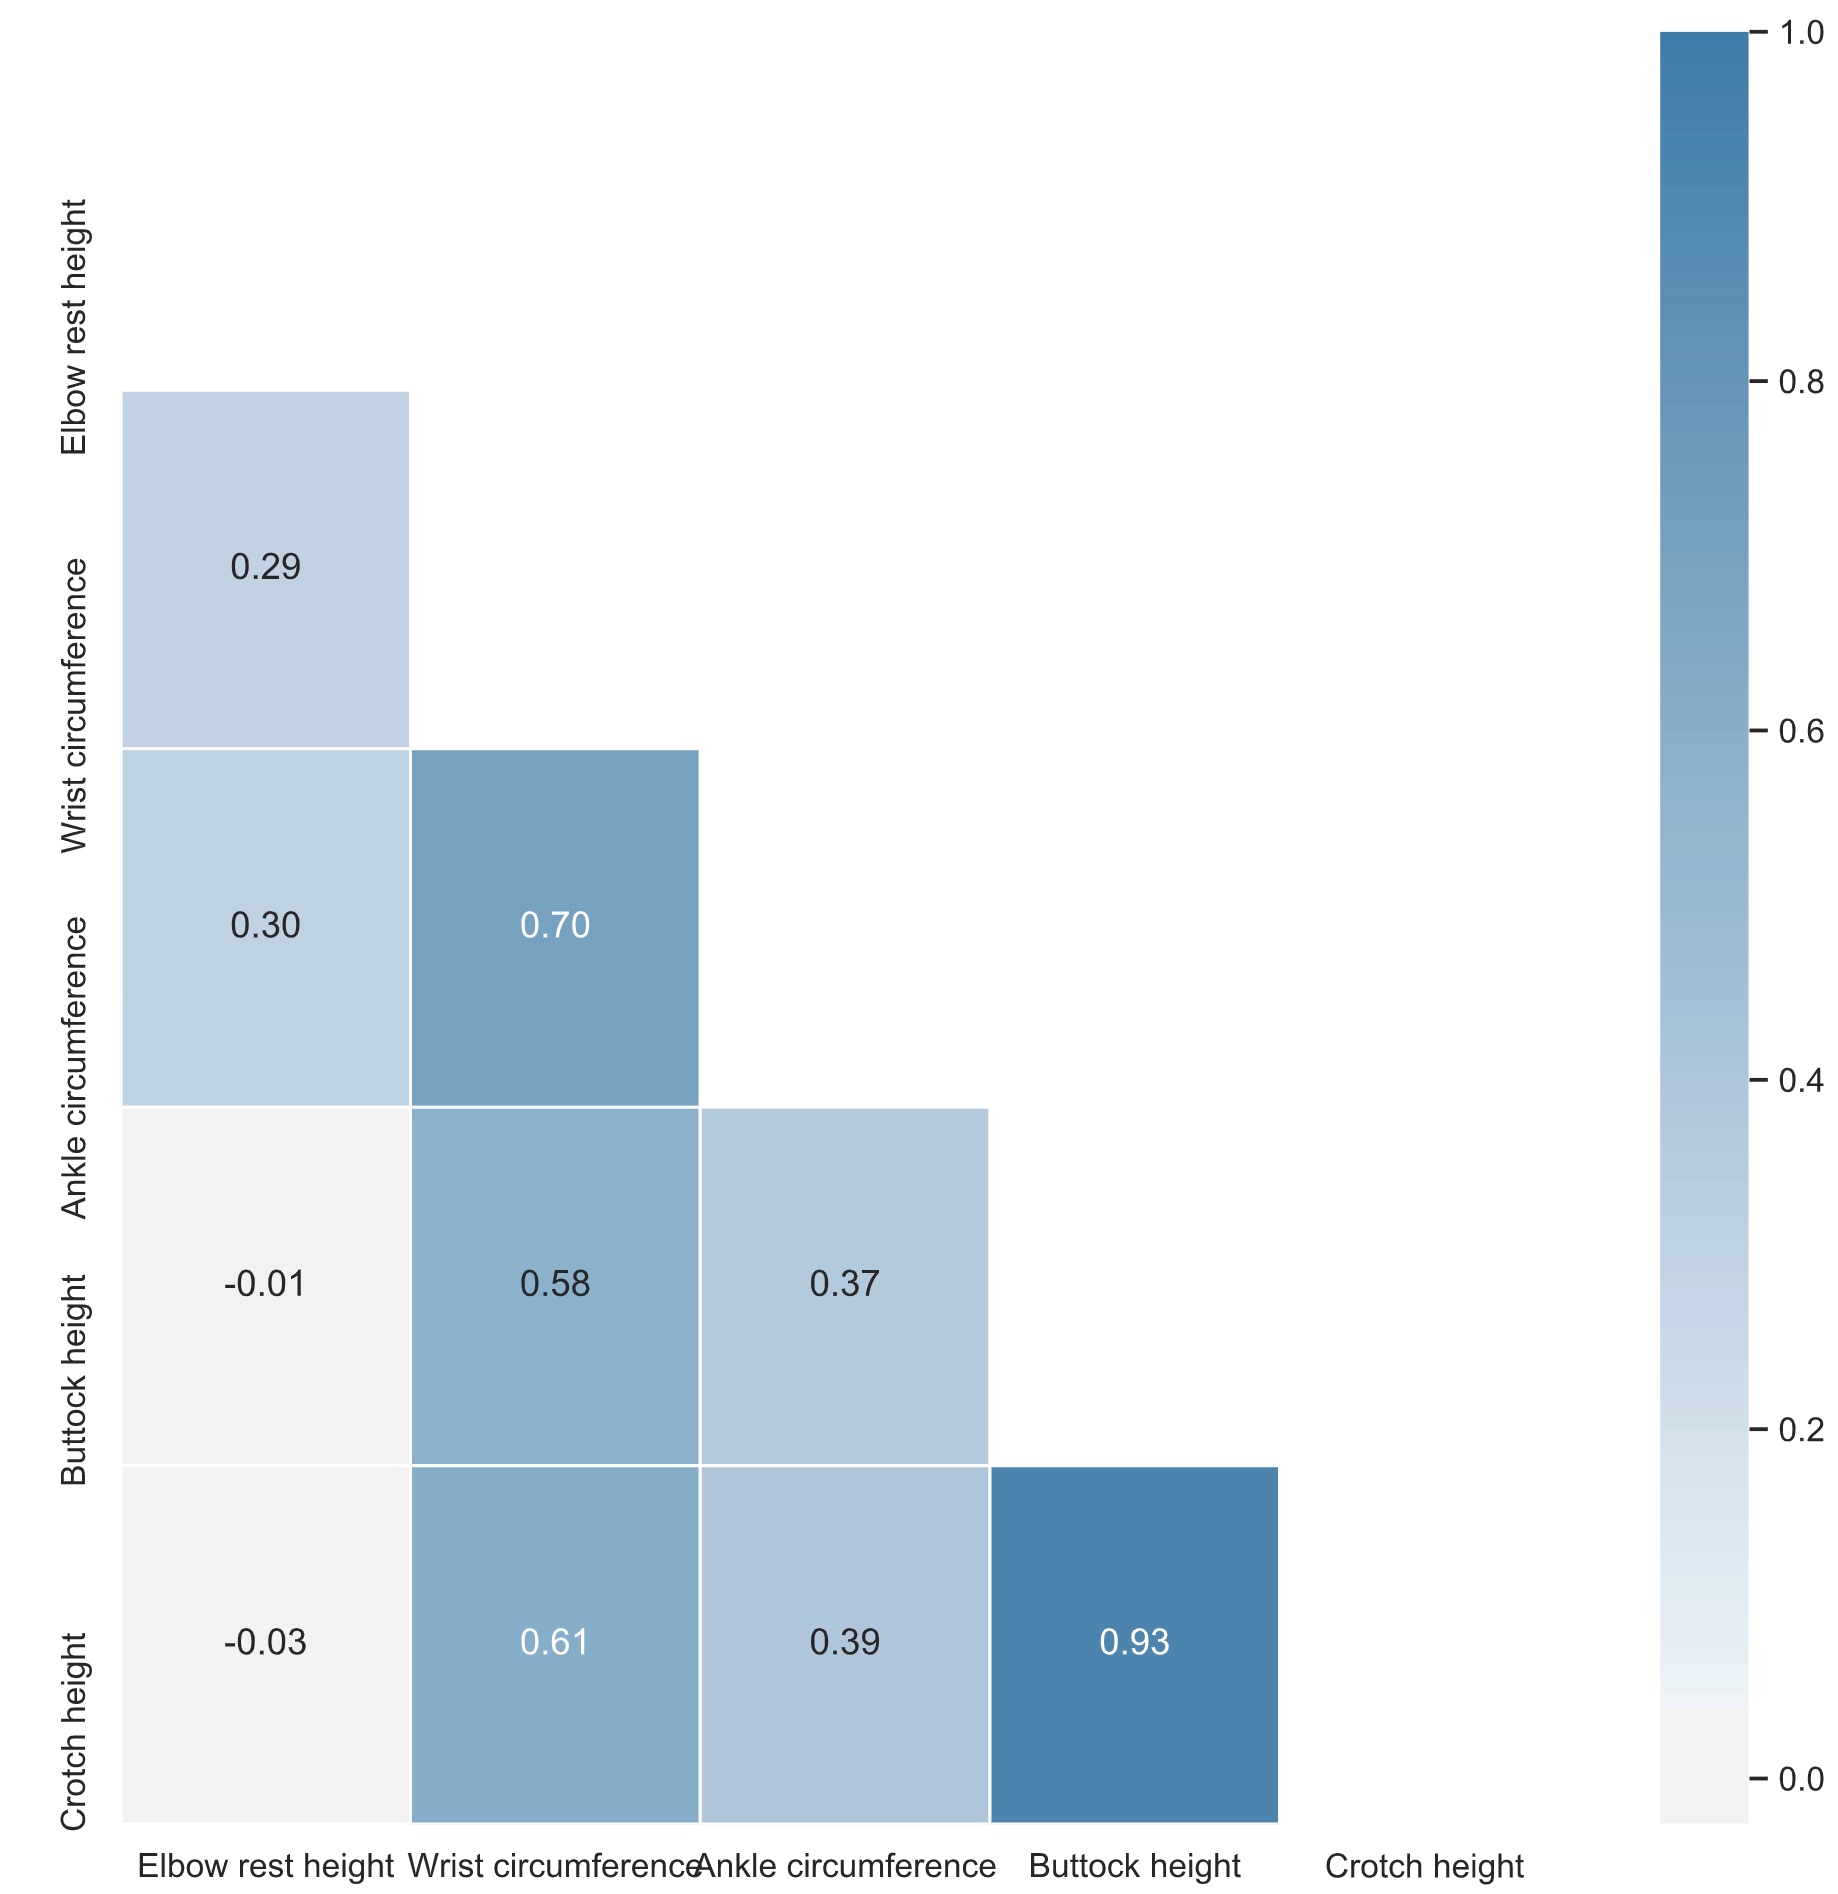 1.0
Elbow rest height
0.8
0.29
Wrist circumference
0.6
0.30 0.70
Ankle circumference
0.4
-0.01 0.58 0.37
Buttock height
0.2
-0.03 0.61 0.39 0.93
Crotch height
0.0
Elbow rest height Wrist circumference Ankle circumference Buttock height Crotch height